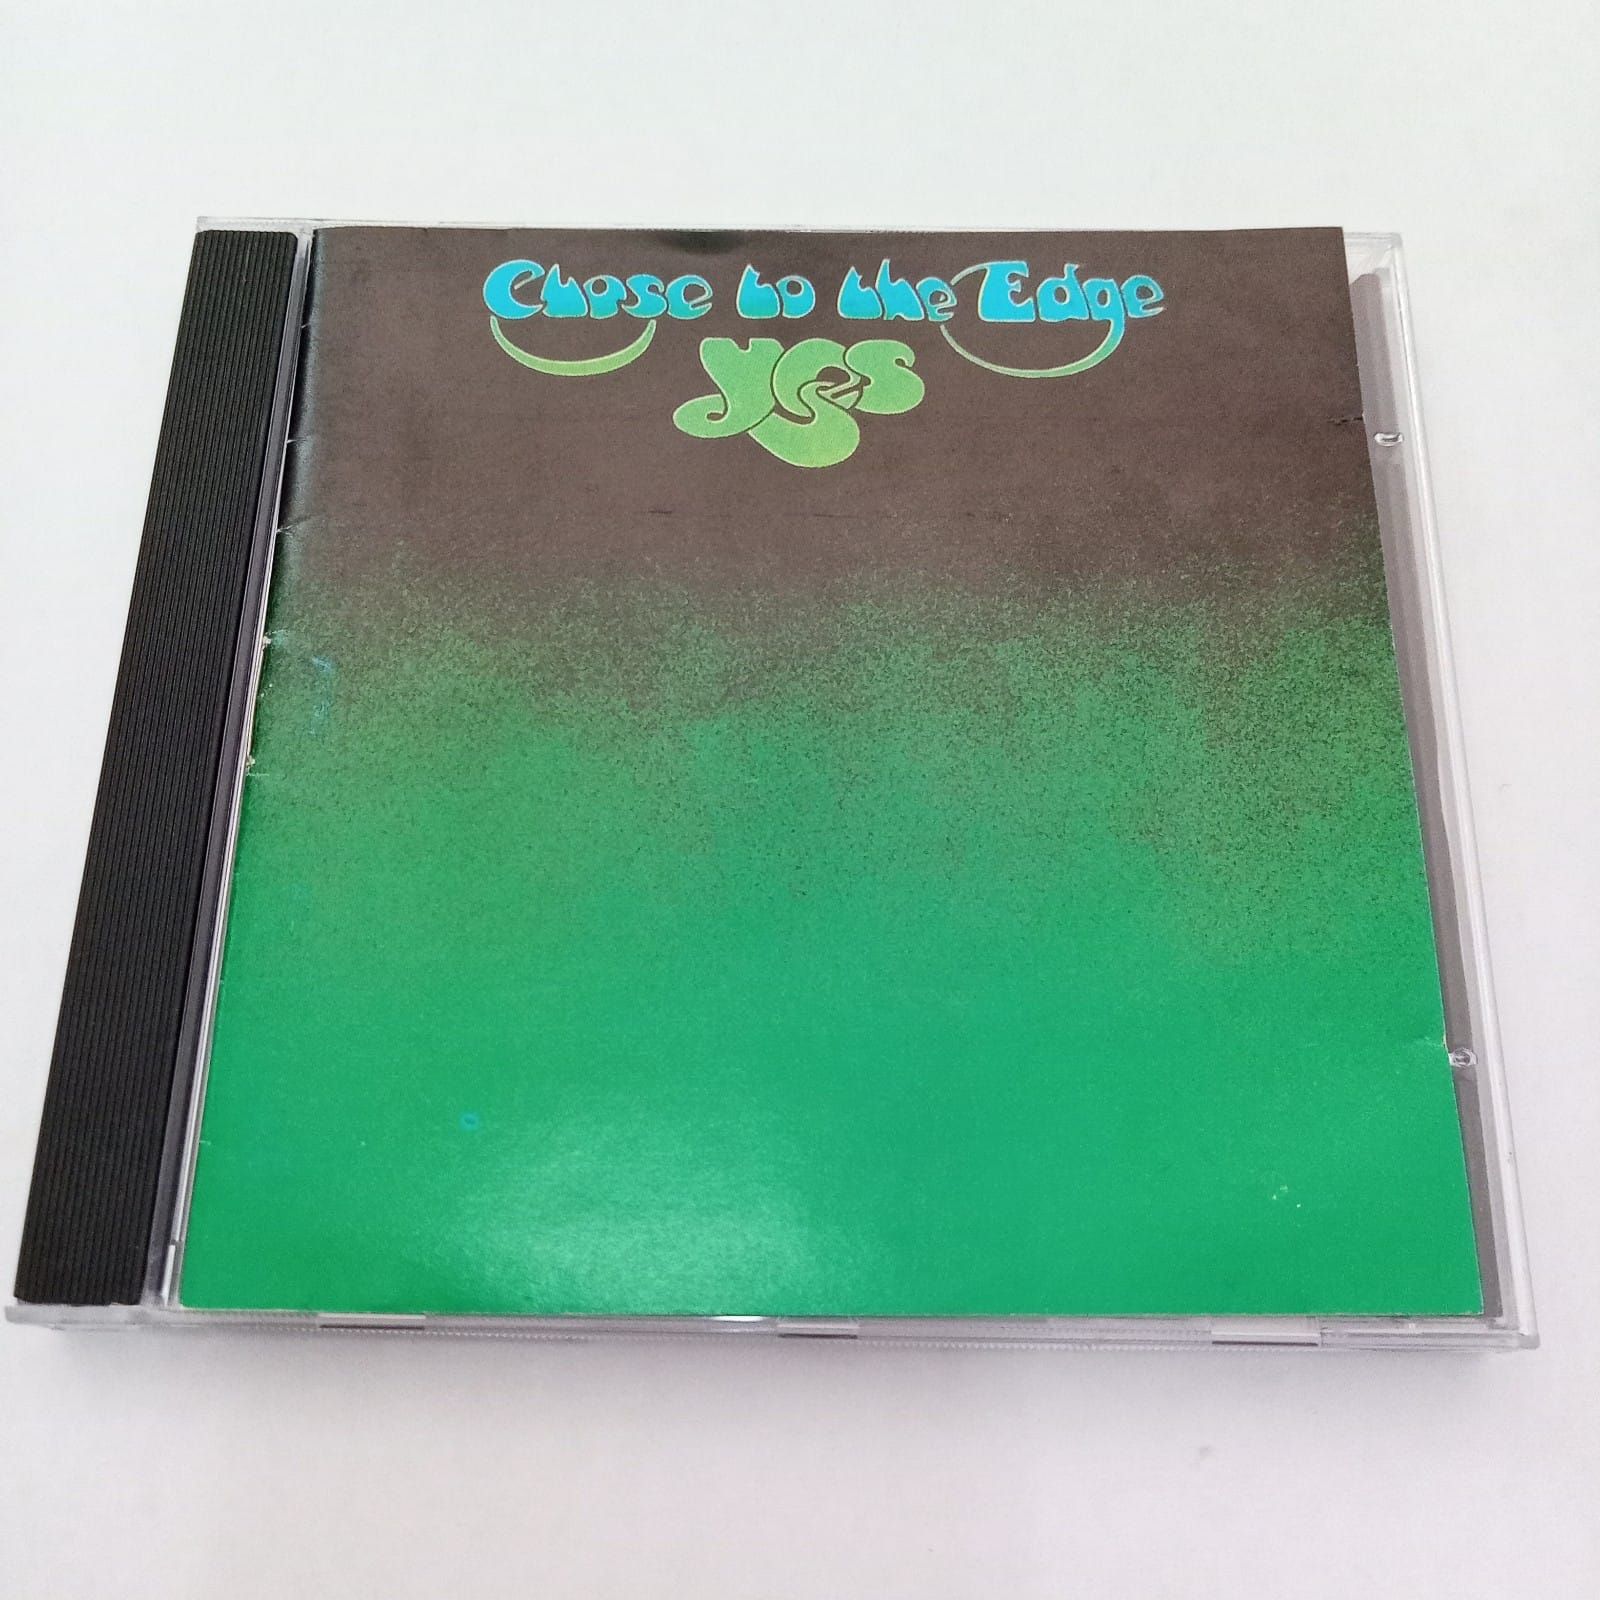 Close to the Edge
yes